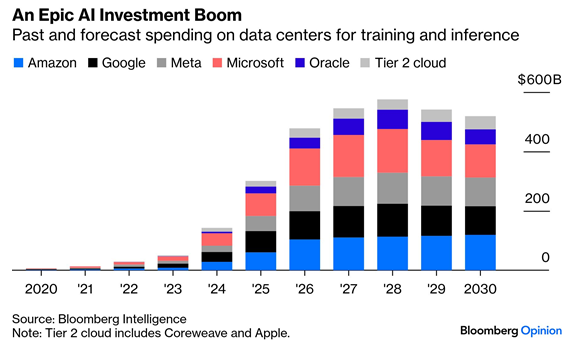 An Epic AI Investment Boom
Past and forecast spending on data centers for training and inference
Amazon Google Meta Microsoft Oracle Tier 2 cloud
$600B
400
200
0
2020 '21 '22 '23 '24 '25 '26 '27 '28 '29 2030
Source: Bloomberg Intelligence
Note: Tier 2 cloud includes Coreweave and Apple.
Bloomberg Opinion